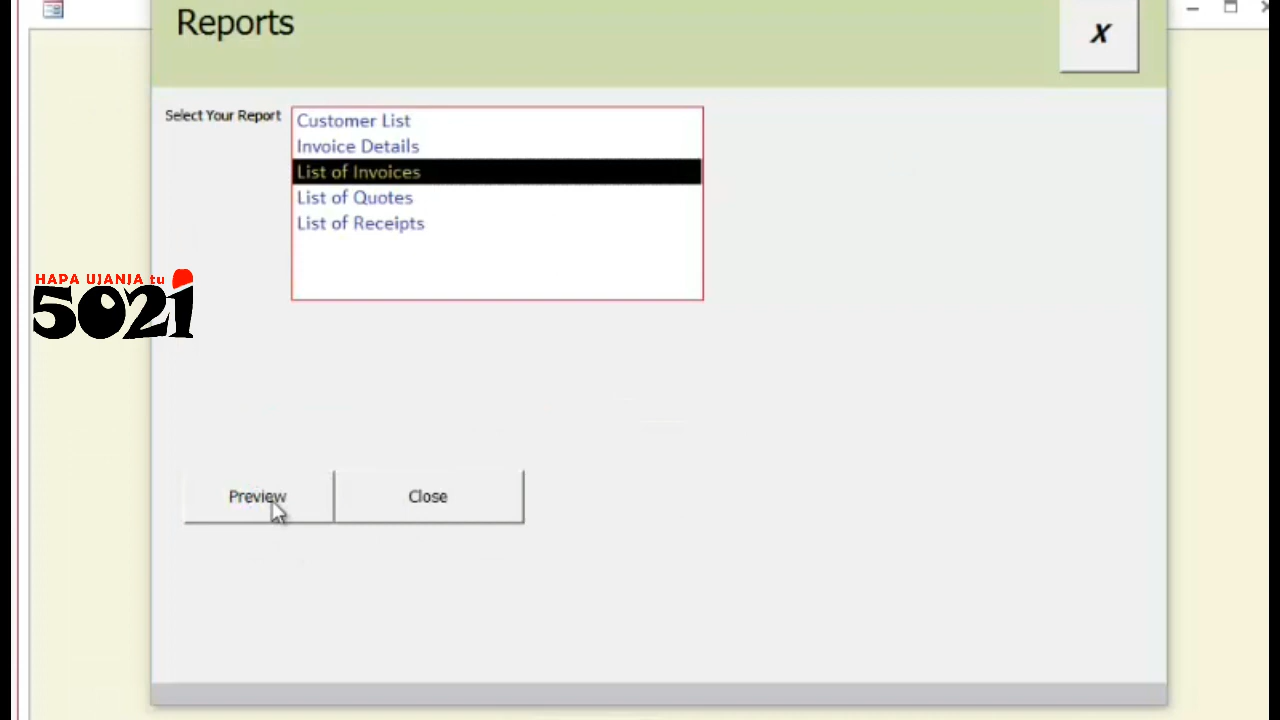 Reports
X
Select Your Report
Customer List
Invoice Details
List of Invoices
List of Quotes
List of Receipts
HAPA UJANJA tu
5021
Preview
Close